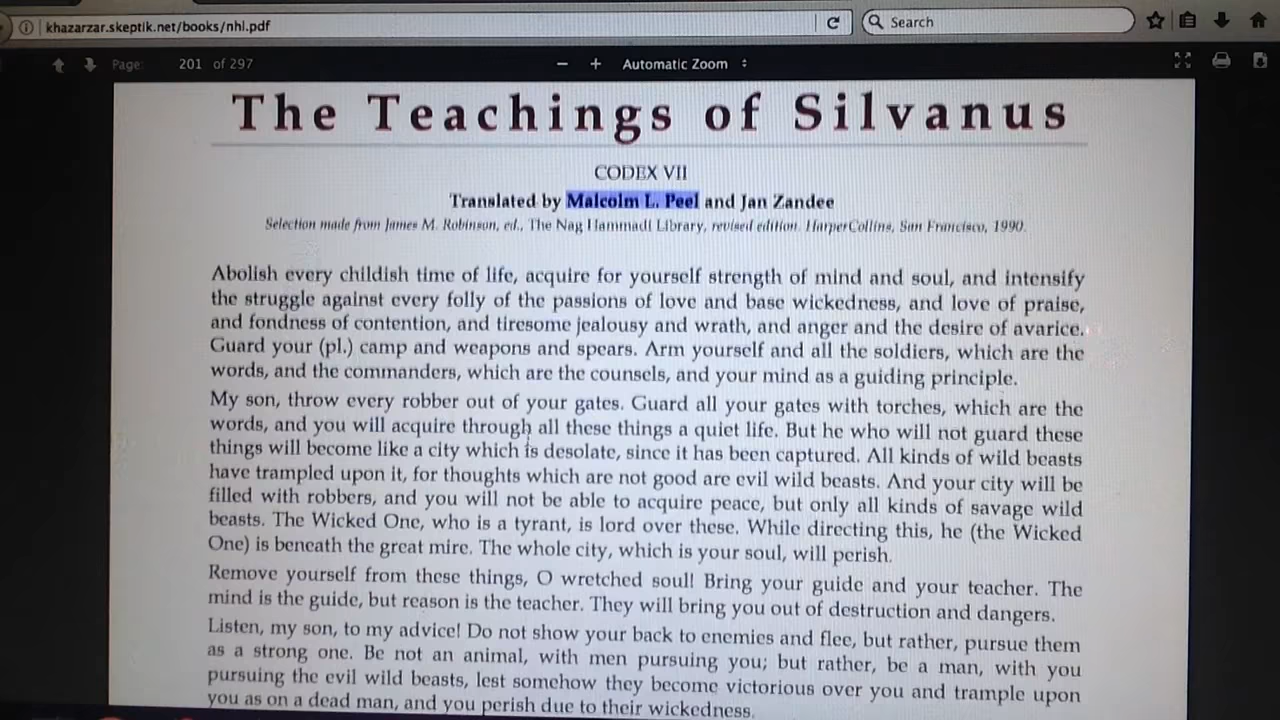 khazarzar.skeptik.net/books/nhl.pdf
Search
Page: 201 of 297
Automatic Zoom
The Teachings of Silvanus
CODEX VII
Translated by Malcolm L. Peel and Jan Zandee
Selection made from James M. Robinson, ed., The Nag Hammadi Library, revised edition. HarperCollins, San Francisco, 1990.
Abolish every childish time of life, acquire for yourself strength of mind and soul, and intensify
the struggle against every folly of the passions of love and base wickedness, and love of praise,
and fondness of contention, and tiresome jealousy and wrath, and anger and the desire of avarice.
Guard your (pl.) camp and weapons and spears. Arm yourself and all the soldiers, which are the
words, and the commanders, which are the counsels, and your mind as a guiding principle.
My son, throw every robber out of your gates. Guard all your gates with torches, which are the
words, and you will acquire through all these things a quiet life. But he who will not guard these
things will become like a city which is desolate, since it has been captured. All kinds of wild beasts
have trampled upon it, for thoughts which are not good are evil wild beasts. And your city will be
filled with robbers, and you will not be able to acquire peace, but only all kinds of savage wild
beasts. The Wicked One, who is a tyrant, is lord over these. While directing this, he (the Wicked
One) is beneath the great mire. The whole city, which is your soul, will perish.
Remove yourself from these things, O wretched soul! Bring your guide and your teacher. The
mind is the guide, but reason is the teacher. They will bring you out of destruction and dangers.
Listen, my son, to my advice! Do not show your back to enemies and flee, but rather, pursue them
as a strong one. Be not an animal, with men pursuing you; but rather, be a man, with you
pursuing the evil wild beasts, lest somehow they become victorious over you and trample upon
you as on a dead man, and you perish due to their wickedness.